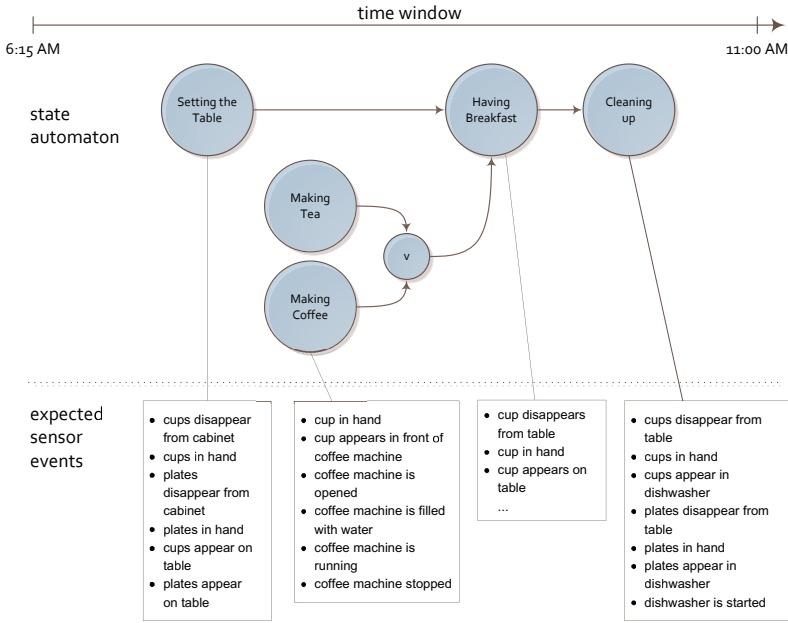 time window
6:15 AM
11:00 AM
state
automaton
Setting the
Table
Having
Breakfast
Cleaning
up
Making
Tea
v
Making
Coffee
expected
sensor
events
• cups disappear
from cabinet
• cups in hand
• plates
disappear from
cabinet
• plates in hand
• cups appear on
table
• plates appear
on table
• cup in hand
• cup appears in front of
coffee machine
• coffee machine is
opened
• coffee machine is filled
with water
• coffee machine is
running
• coffee machine stopped
• cup disappears
from table
• cup in hand
• cup appears on
table
...
• cups disappear from
table
• cups in hand
• cups appear in
dishwasher
• plates disappear from
table
• plates in hand
• plates appear in
dishwasher
• dishwasher is started